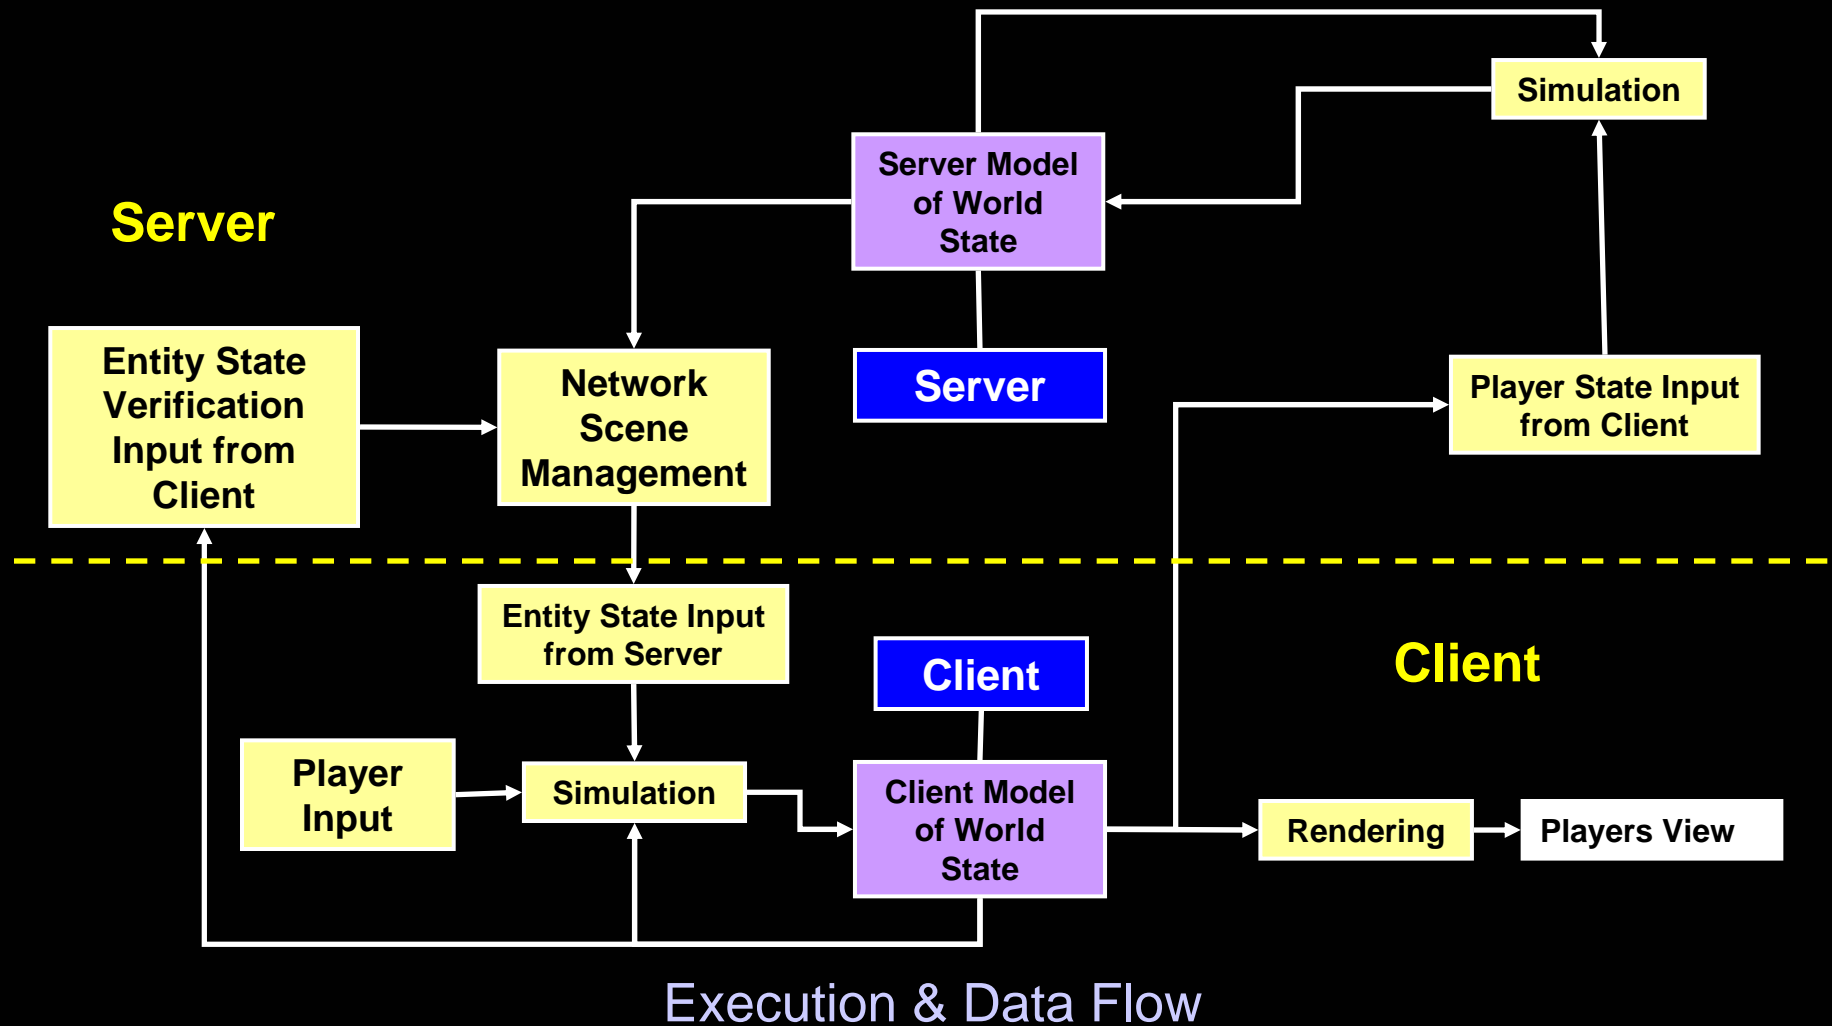 Simulation
Server Model
of World
State
Server
Entity State
Verification
Input from
Client
Network
Scene
Management
Server
Player State Input
from Client
Entity State Input
from Server
Client
Client
Player
Input
Simulation
Client Model
of World
State
Rendering
Players View
Execution & Data Flow